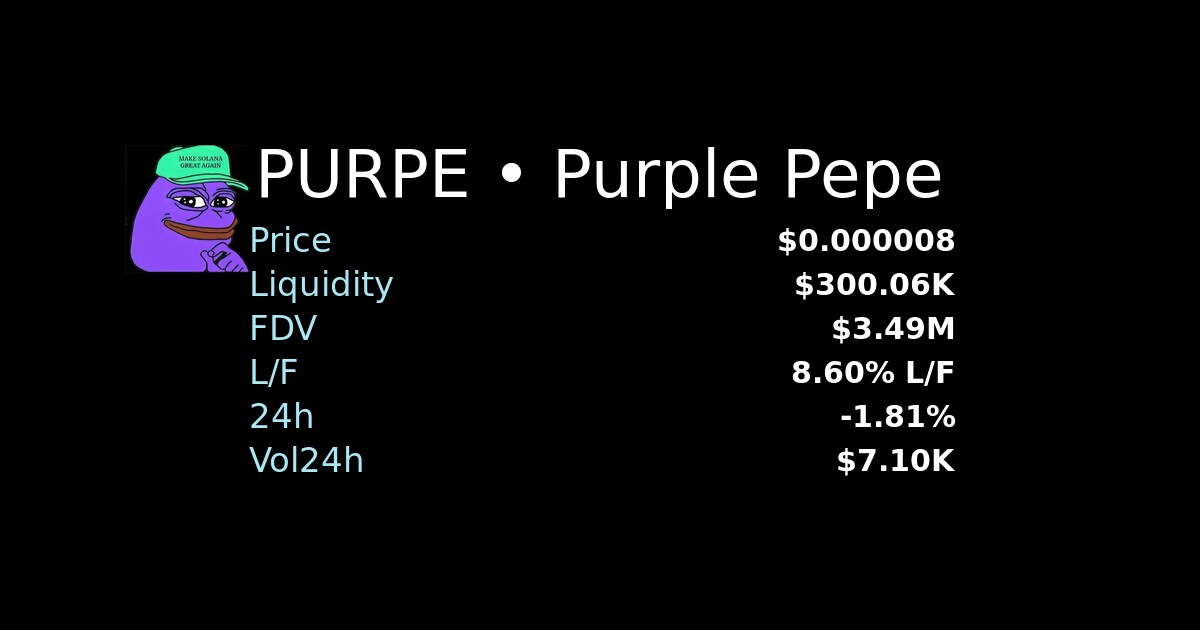 MAKE SOLANA
GREAT AGAIN
PURPE • Purple Pepe
Price $0.000008
Liquidity $300.06K
FDV $3.49M
L/F 8.60% L/F
24h -1.81%
Vol24h $7.10K